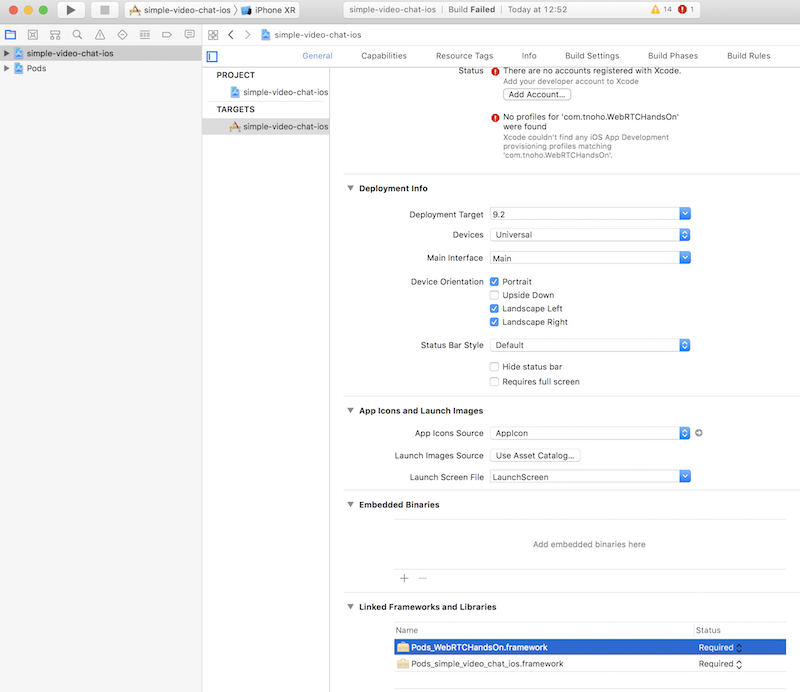 simple-video-chat-ios 〉 iPhone XR
simple-video-chat-ios | Build Failed | Today at 12:52
14 1
simple-video-chat-ios
simple-video-chat-ios
Pods
General Capabilities Resource Tags Info Build Settings Build Phases Build Rules
PROJECT
simple-video-chat-ios
TARGETS
simple-video-chat-ios
Status There are no accounts registered with Xcode.
Add your developer account to Xcode
Add Account...
No profiles for 'com.tnoho.WebRTCHandsOn'
were found
Xcode couldn't find any iOS App Development
provisioning profiles matching
'com.tnoho.WebRTCHandsOn'.
Deployment Info
Deployment Target 9.2
Devices Universal
Main Interface Main
Device Orientation Portrait
Upside Down
Landscape Left
Landscape Right
Status Bar Style Default
Hide status bar
Requires full screen
App Icons and Launch Images
App Icons Source AppIcon
Launch Images Source Use Asset Catalog...
Launch Screen File LaunchScreen
Embedded Binaries
Add embedded binaries here
Linked Frameworks and Libraries
Name Status
Pods_WebRTCHandsOn.framework Required
Pods_simple_video_chat_ios.framework Required